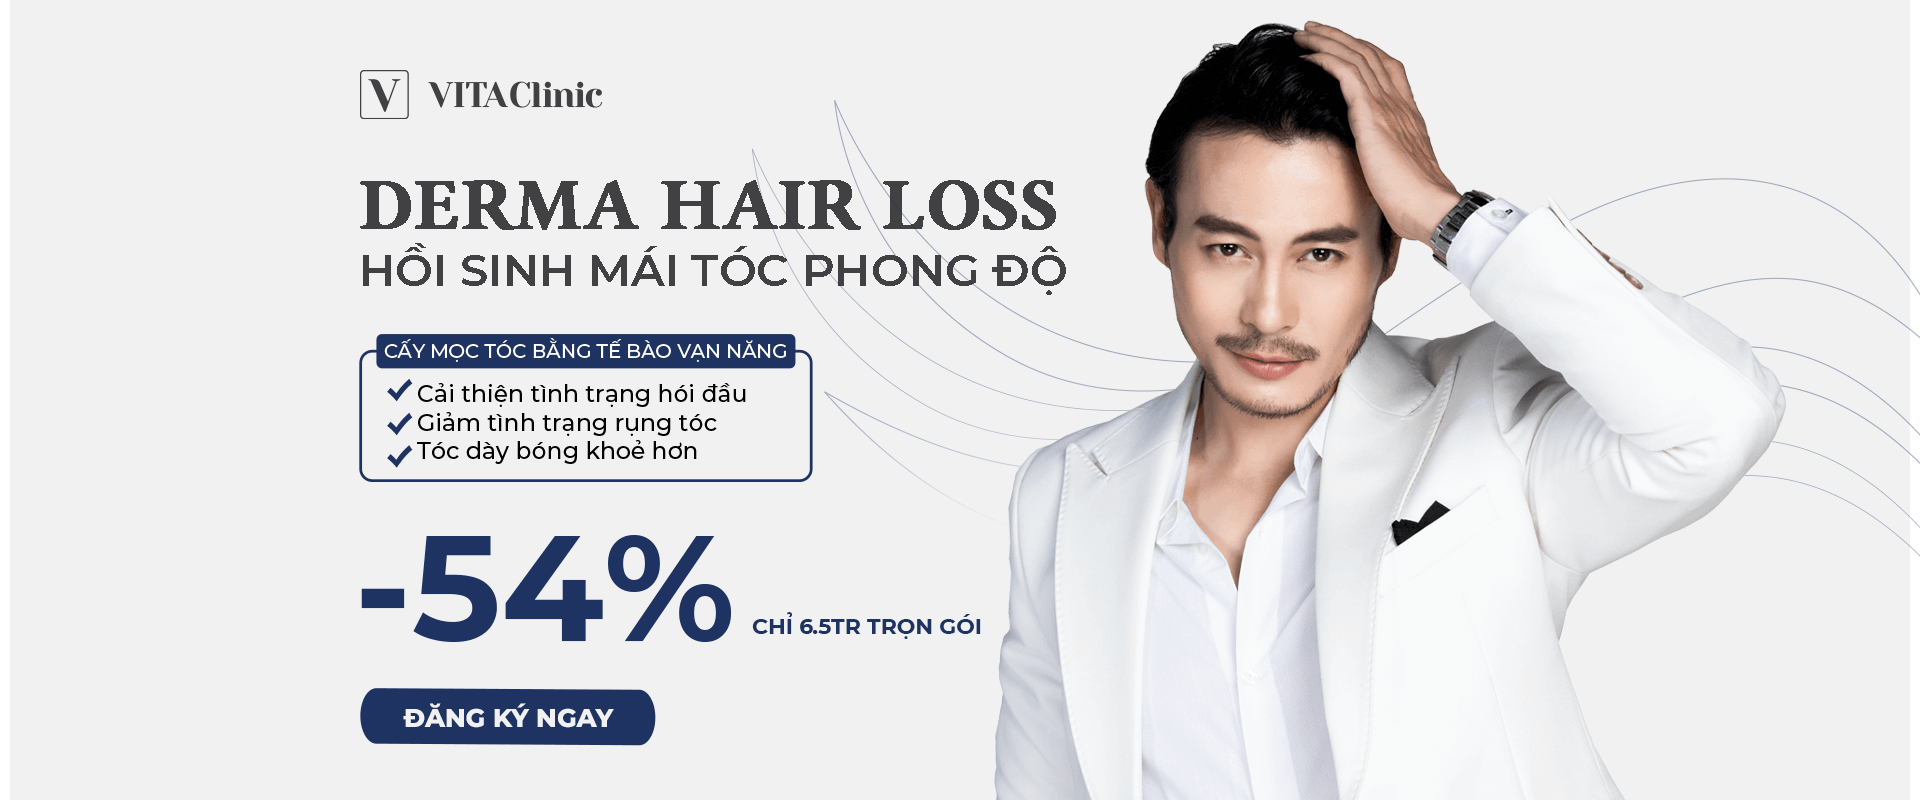 V VITAClinic
DERMA HAIR LOSS
HỒI SINH MÁI TÓC PHONG ĐỘ
CẤY MỌC TÓC BẰNG TẾ BÀO VẠN NĂNG
Cải thiện tình trạng hói đầu
Giảm tình trạng rụng tóc
Tóc dày bóng khoẻ hơn
-54% CHỈ 6.5TR TRỌN GÓI
ĐĂNG KÝ NGAY